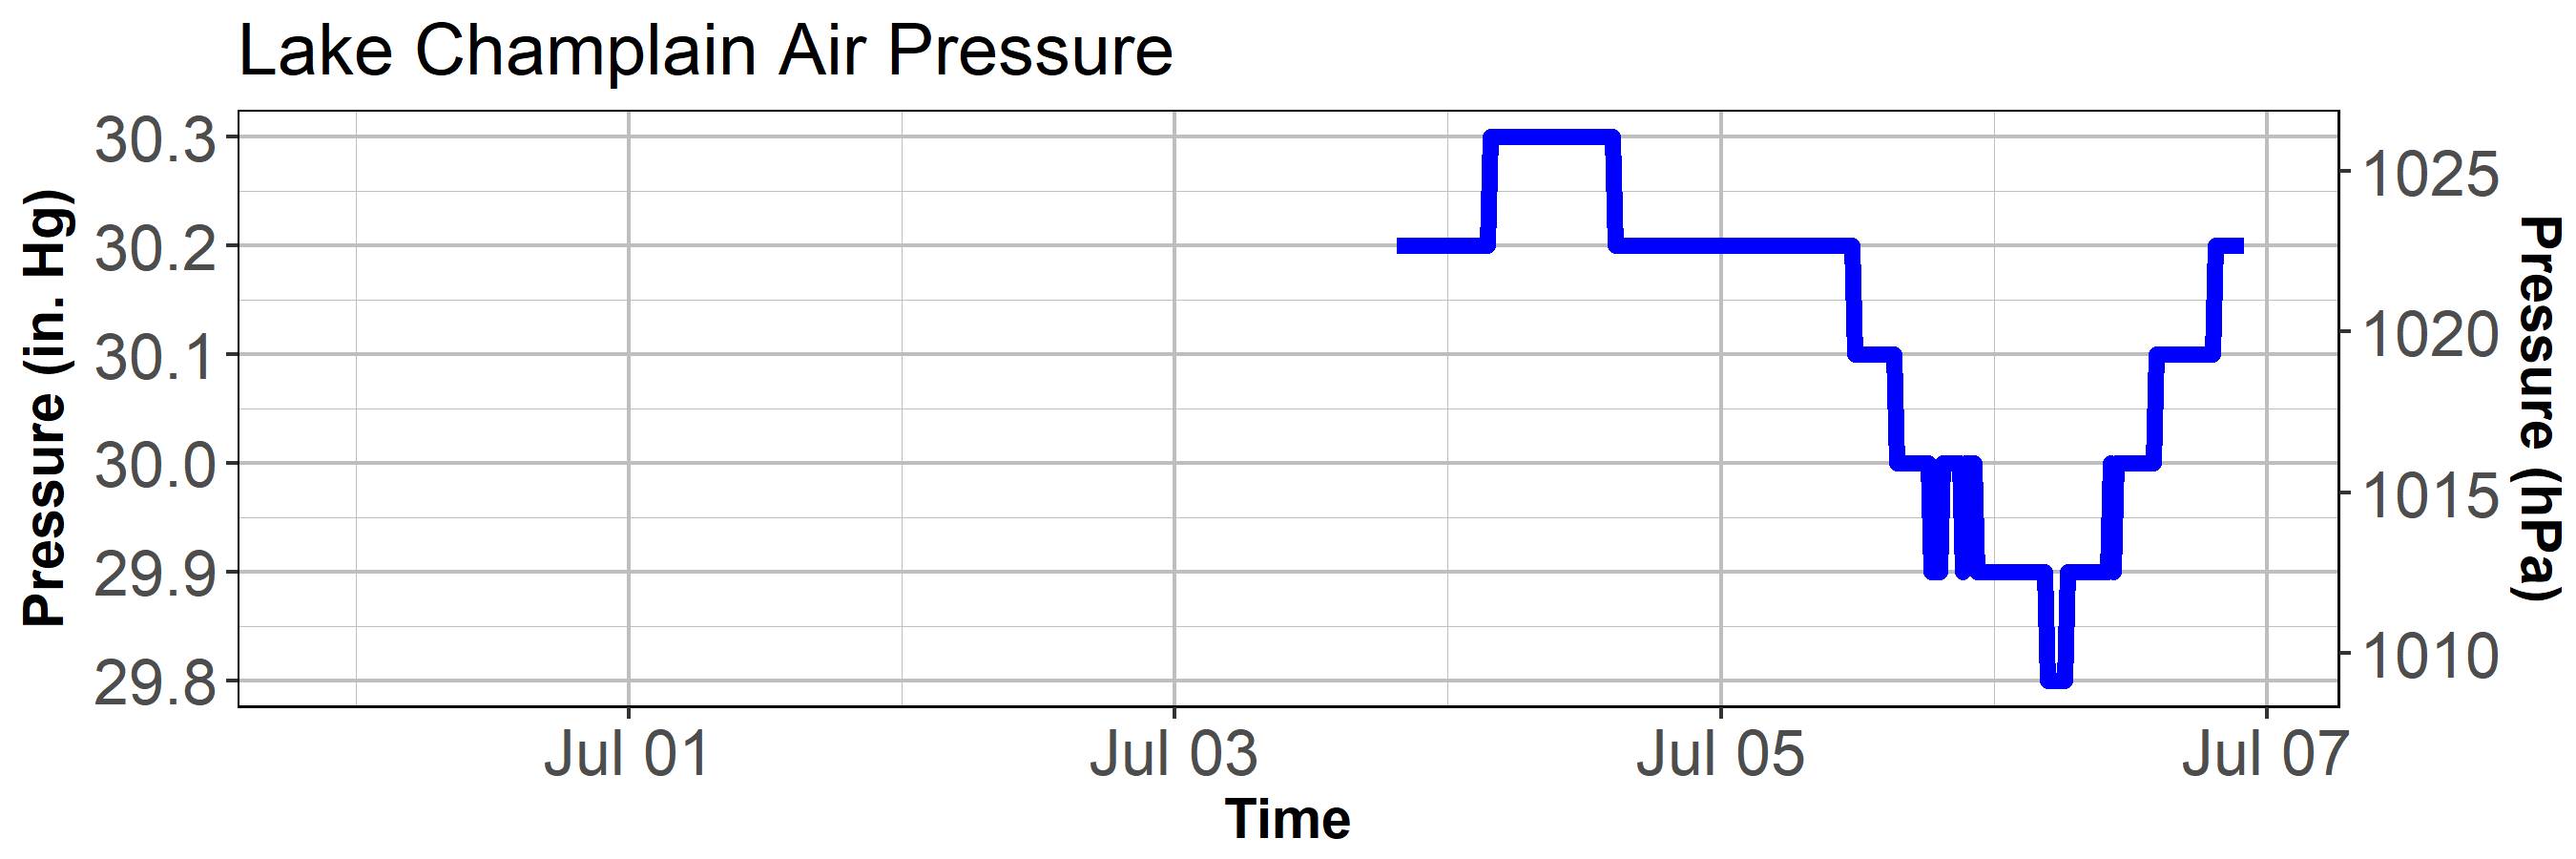 Lake Champlain Air Pressure
Pressure (in. Hg)
30.3
30.2
30.1
30.0
29.9
29.8
1025
1020
1015
1010
Pressure (hPa)
Jul 01 Jul 03 Jul 05 Jul 07
Time